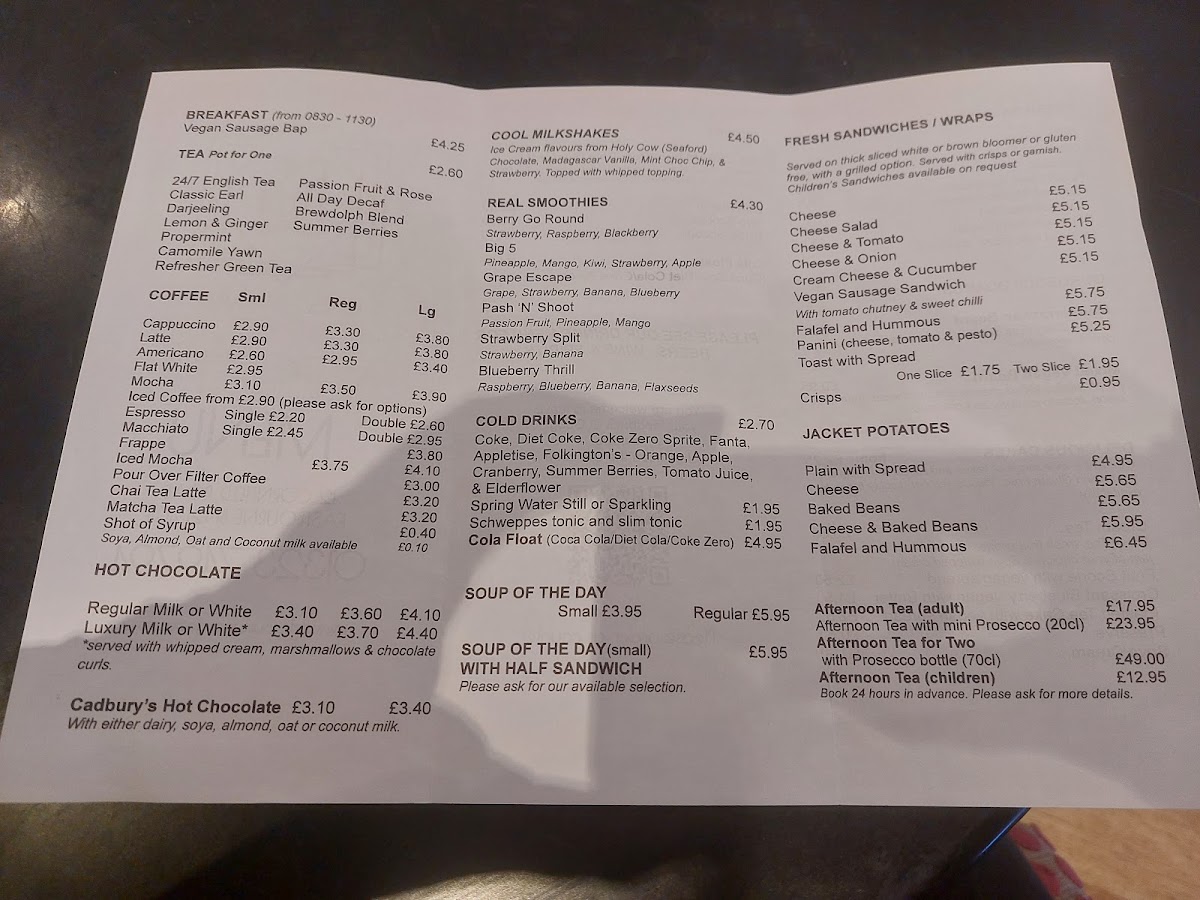 BREAKFAST (from 0830 - 1130)
Vegan Sausage Bap £4.25
TEA Pot for One £2.60
24/7 English Tea
Classic Earl
Darjeeling
Lemon & Ginger
Propermint
Camomile Yawn
Refresher Green Tea
Passion Fruit & Rose
All Day Decaf
Brewdolph Blend
Summer Berries
COFFEE Sml Reg Lg
Cappuccino £2.90 £3.30 £3.80
Latte £2.90 £3.30 £3.80
Americano £2.60 £2.95 £3.40
Flat White £2.95
Mocha £3.10 £3.50 £3.90
Iced Coffee from £2.90 (please ask for options)
Espresso Single £2.20 Double £2.60
Macchiato Single £2.45 Double £2.95
Frappe £3.80
Iced Mocha £3.75 £4.10
Pour Over Filter Coffee £3.00
Chai Tea Latte £3.20
Matcha Tea Latte £3.20
Shot of Syrup £0.40
Soya, Almond, Oat and Coconut milk available £0.10
HOT CHOCOLATE
Regular Milk or White £3.10 £3.60 £4.10
Luxury Milk or White* £3.40 £3.70 £4.40
*served with whipped cream, marshmallows & chocolate
curls.
Cadbury's Hot Chocolate £3.10 £3.40
With either dairy, soya, almond, oat or coconut milk.
COOL MILKSHAKES £4.50
Ice Cream flavours from Holy Cow (Seaford)
Chocolate, Madagascar Vanilla, Mint Choc Chip, &
Strawberry. Topped with whipped topping.
REAL SMOOTHIES £4.30
Berry Go Round
Strawberry, Raspberry, Blackberry
Big 5
Pineapple, Mango, Kiwi, Strawberry, Apple
Grape Escape
Grape, Strawberry, Banana, Blueberry
Pash 'N' Shoot
Passion Fruit, Pineapple, Mango
Strawberry Split
Strawberry, Banana
Blueberry Thrill
Raspberry, Blueberry, Banana, Flaxseeds
COLD DRINKS £2.70
Coke, Diet Coke, Coke Zero Sprite, Fanta,
Appletise, Folkington's - Orange, Apple,
Cranberry, Summer Berries, Tomato Juice,
& Elderflower
Spring Water Still or Sparkling £1.95
Schweppes tonic and slim tonic £1.95
Cola Float (Coca Cola/Diet Cola/Coke Zero) £4.95
SOUP OF THE DAY
Small £3.95 Regular £5.95
SOUP OF THE DAY(small) £5.95
WITH HALF SANDWICH
Please ask for our available selection.
FRESH SANDWICHES / WRAPS
Served on thick sliced white or brown bloomer or gluten
free, with a grilled option. Served with crisps or garnish.
Children's Sandwiches available on request
Cheese £5.15
Cheese Salad £5.15
Cheese & Tomato £5.15
Cheese & Onion £5.15
Cream Cheese & Cucumber £5.15
Vegan Sausage Sandwich
With tomato chutney & sweet chilli £5.75
Falafel and Hummous £5.75
Panini (cheese, tomato & pesto) £5.25
Toast with Spread
One Slice £1.75 Two Slice £1.95
Crisps £0.95
JACKET POTATOES
Plain with Spread £4.95
Cheese £5.65
Baked Beans £5.65
Cheese & Baked Beans £5.95
Falafel and Hummous £6.45
Afternoon Tea (adult) £17.95
Afternoon Tea with mini Prosecco (20cl) £23.95
Afternoon Tea for Two
with Prosecco bottle (70cl) £49.00
Afternoon Tea (children) £12.95
Book 24 hours in advance. Please ask for more details.